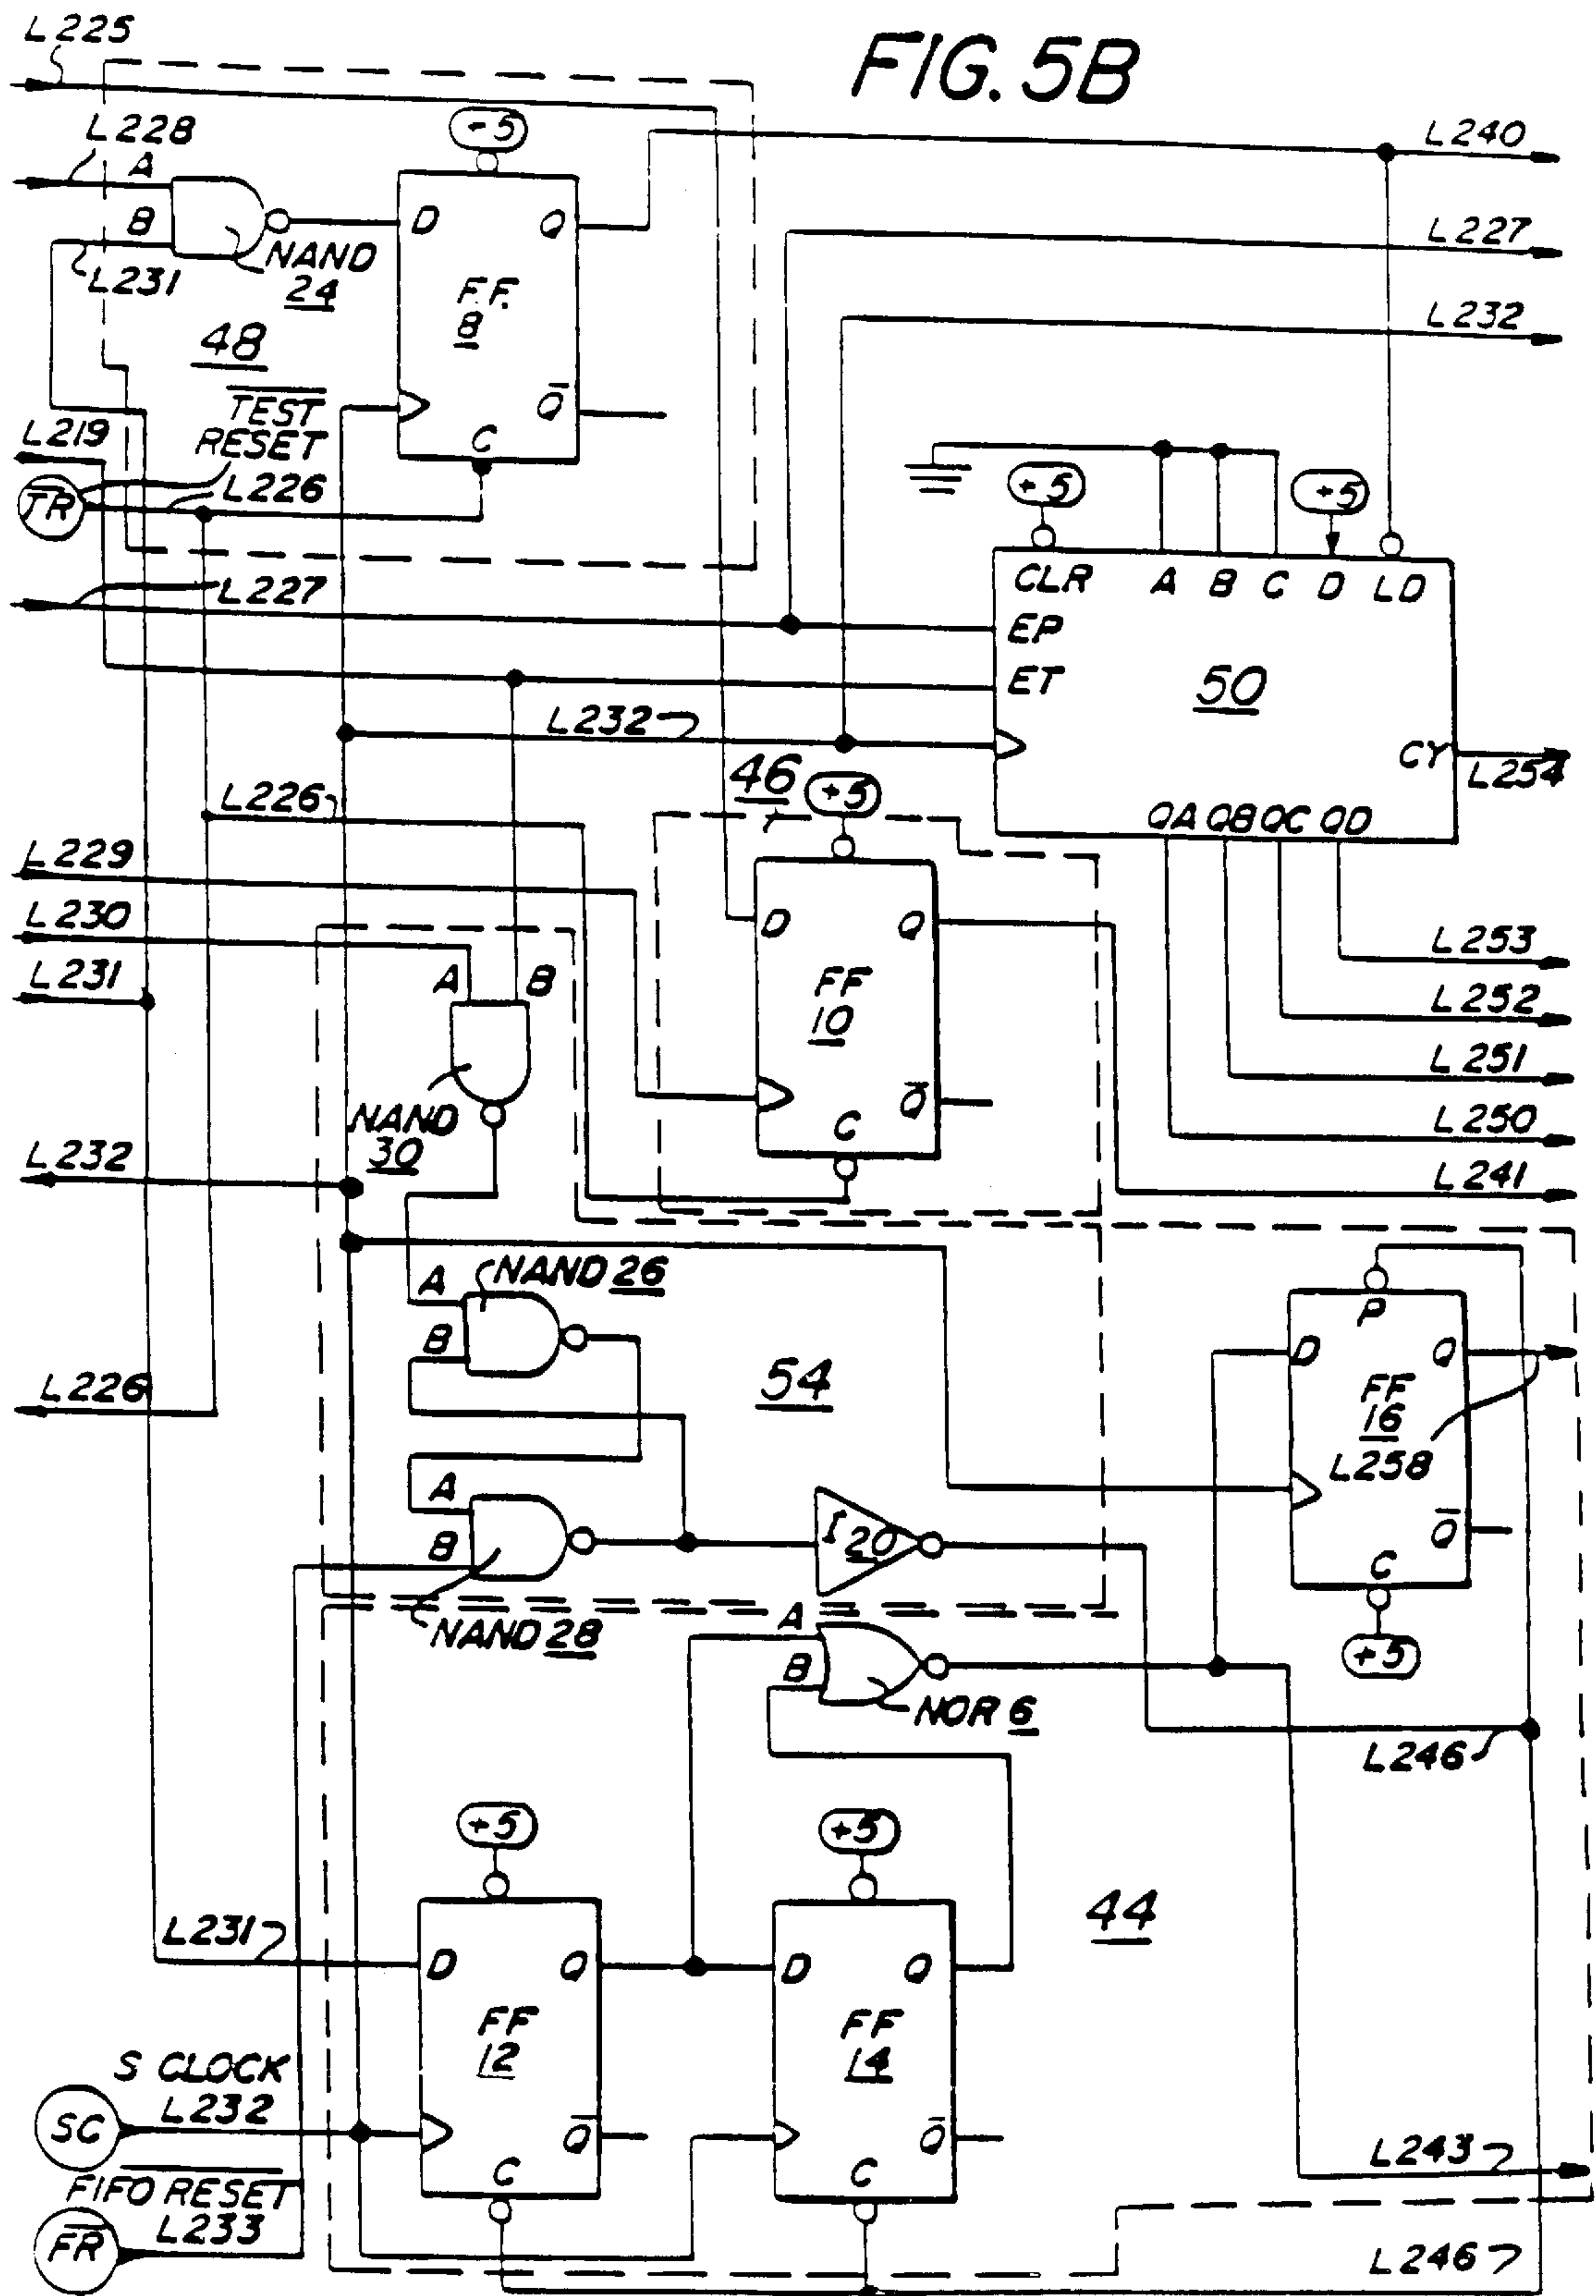 FIG. 5B
L225
L228
A
B
L231
NAND
24
48
+5
D Q
F.F.
8
Q̅
C
L240
L227
L232
L219
TEST
RESET
TR
L226
L227
+5
+5
CLR A B C D LD
EP
ET
50
CY
L254
QA QB QC QD
L232
46
+5
L226
L229
L230
L231
A B
NAND
30
D Q
FF
10
Q̅
C
L253
L252
L251
L250
L241
L232
NAND 26
A
B
54
P
D Q
FF
16
L258
Q̅
C
+5
L226
A
B
I 20
NAND 28
A
B
NOR 6
L246
+5
+5
44
L231
D Q
FF
12
Q̅
C
D Q
FF
14
Q̅
C
S CLOCK
SC
L232
FIFO RESET
FR
L233
L243
L246